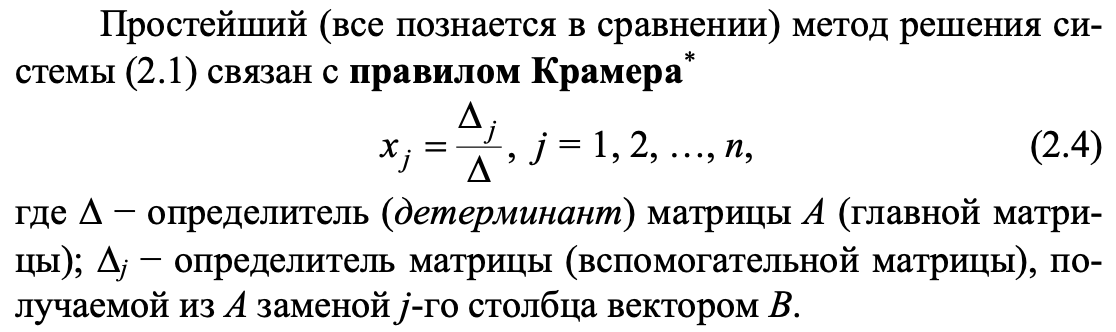 Простейший (все познается в сравнении) метод решения си-
стемы (2.1) связан с правилом Крамера*
x_j = Δ_j / Δ, j = 1, 2, …, n, (2.4)
где Δ − определитель (детерминант) матрицы A (главной матри-
цы); Δ_j − определитель матрицы (вспомогательной матрицы), по-
лучаемой из A заменой j-го столбца вектором B.